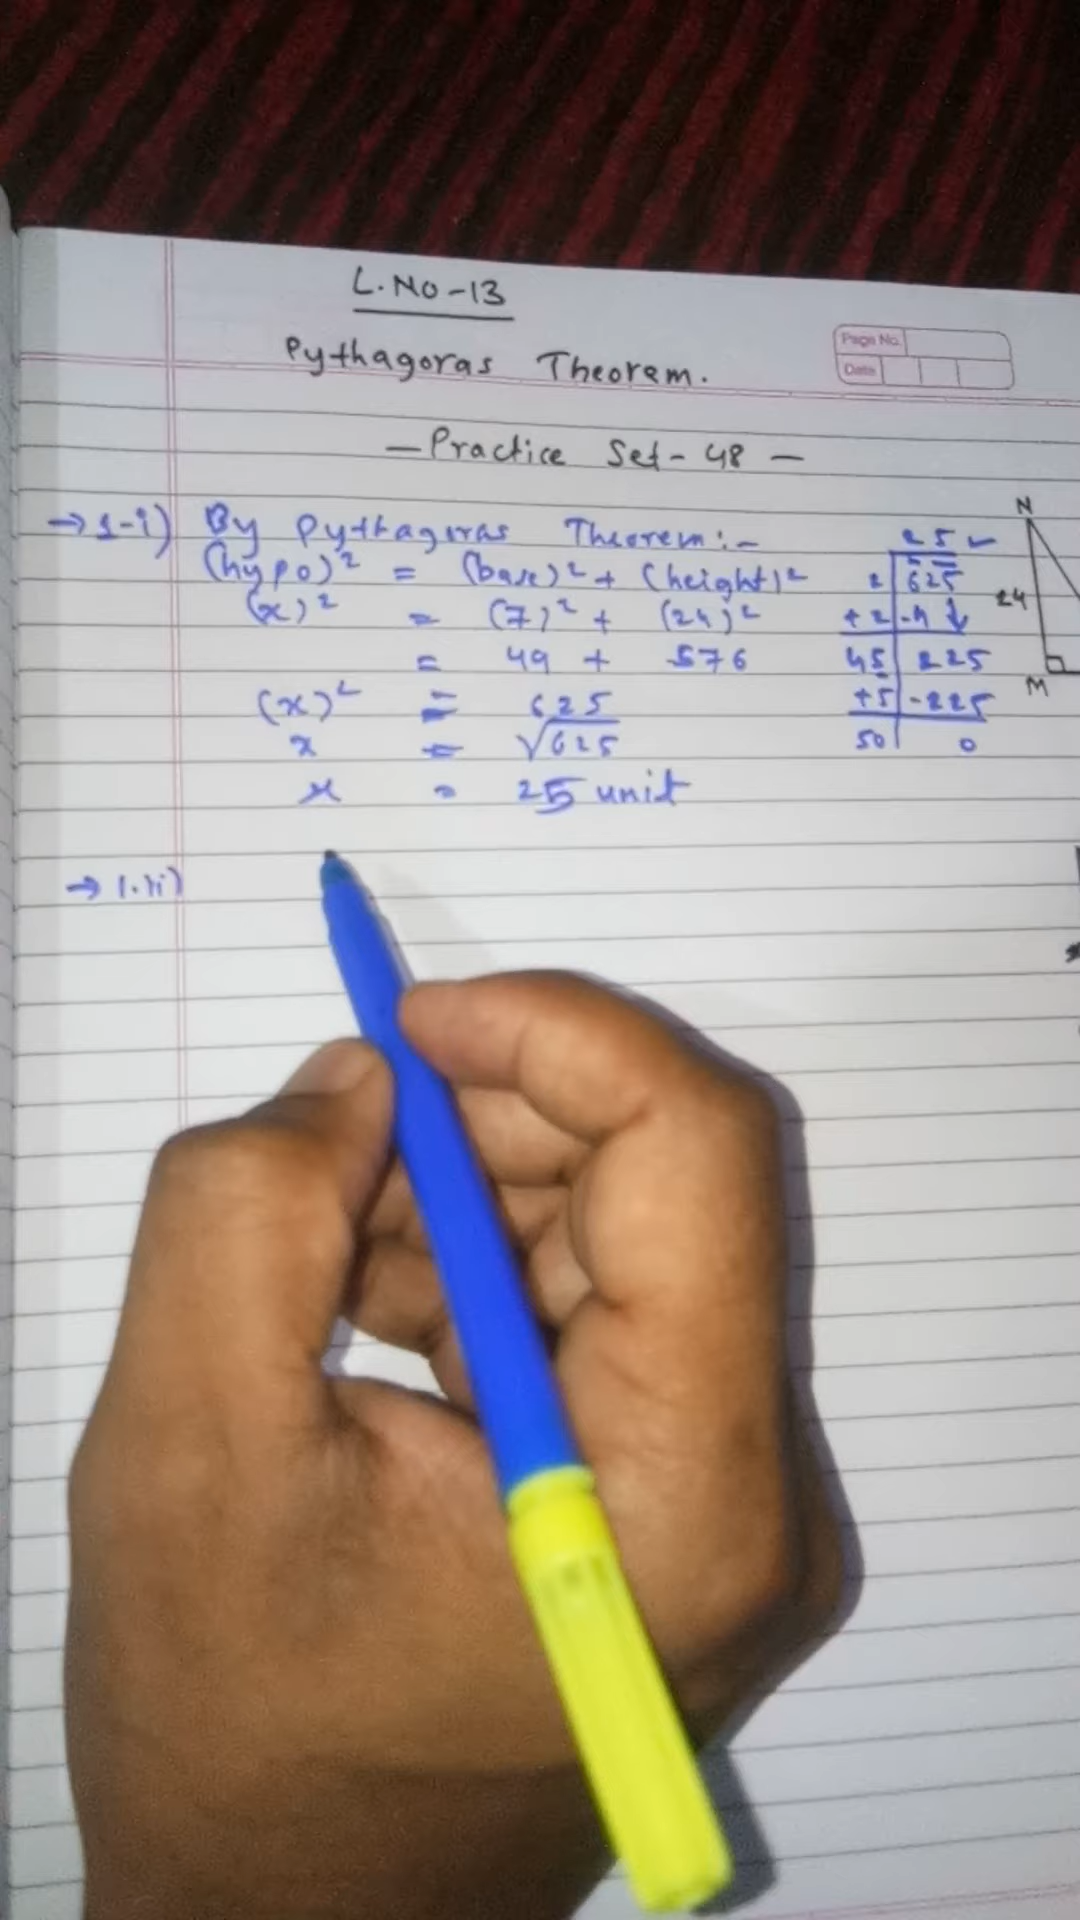 L.No-13
Pythagoras Theorem.
Page No.
Date
- Practice Set - 48 -
→ 1-i) By Pythagoras Theorem:-
(hypo)² = (base)² + (height)²
(x)² = (7)² + (24)²
= 49 + 576
(x)² = 625
x = √625
x = 25 unit
25 ✓
2 | 625
+2 | -4 ↓
45 | 225
+5 | -225
50 | 0
N
24
M
→ 1.ii)